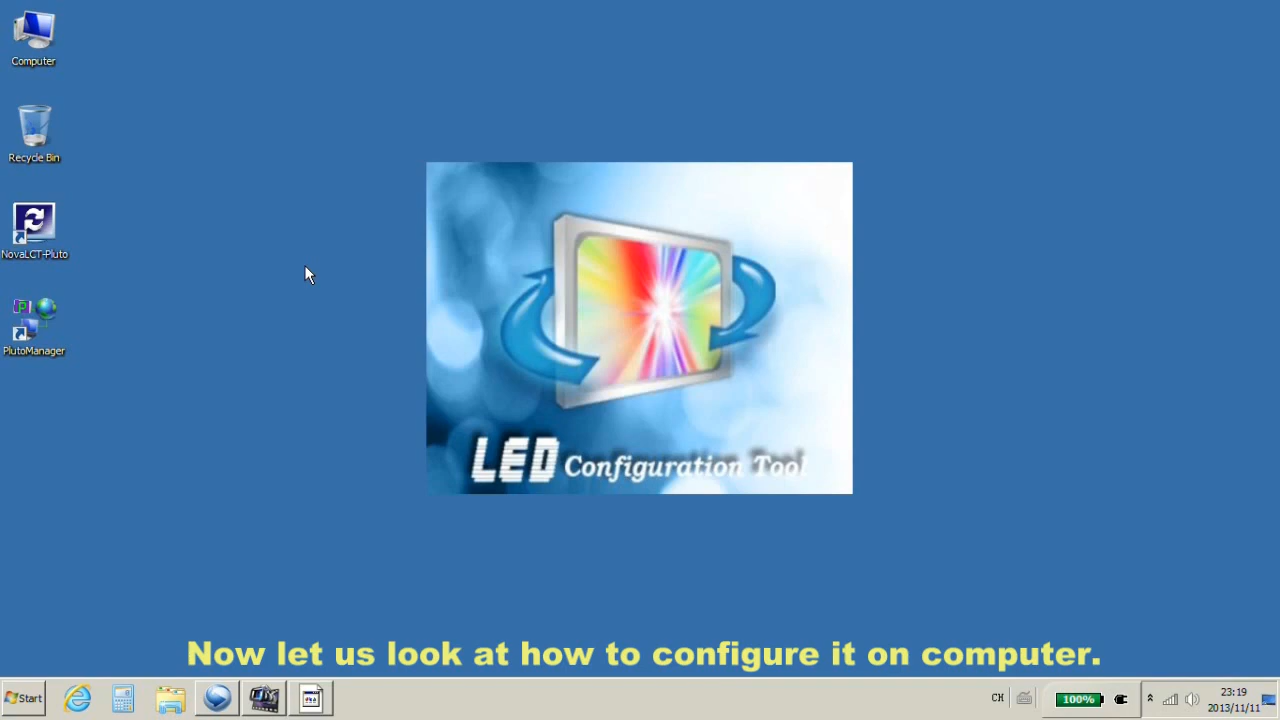 Computer
Recycle Bin
NovaLCT-Pluto
PlutoManager
LED Configuration Tool
Now let us look at how to configure it on computer.
Start
CH
100%
23:19
2013/11/11